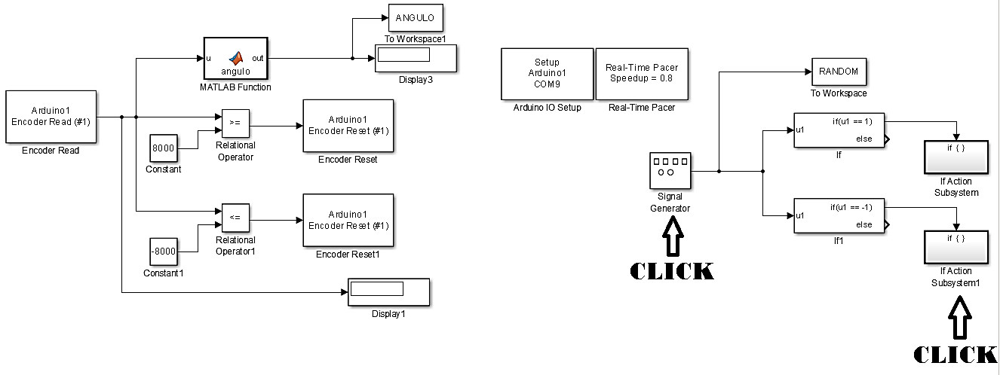 ANGULO
To Workspace1
u
out
angulo
MATLAB Function
Display3
Arduino1
Encoder Read (#1)
Encoder Read
>=
Relational
Operator
8000
Constant
Arduino1
Encoder Reset (#1)
Encoder Reset
<=
Relational
Operator1
-8000
Constant1
Arduino1
Encoder Reset (#1)
Encoder Reset1
Display1
Setup
Arduino1
COM9
Arduino IO Setup
Real-Time Pacer
Speedup = 0.8
Real-Time Pacer
RANDOM
To Workspace
u1
if(u1 == 1)
else
If
if { }
If Action
Subsystem
Signal
Generator
CLICK
u1
if(u1 == -1)
else
If1
if { }
If Action
Subsystem1
CLICK